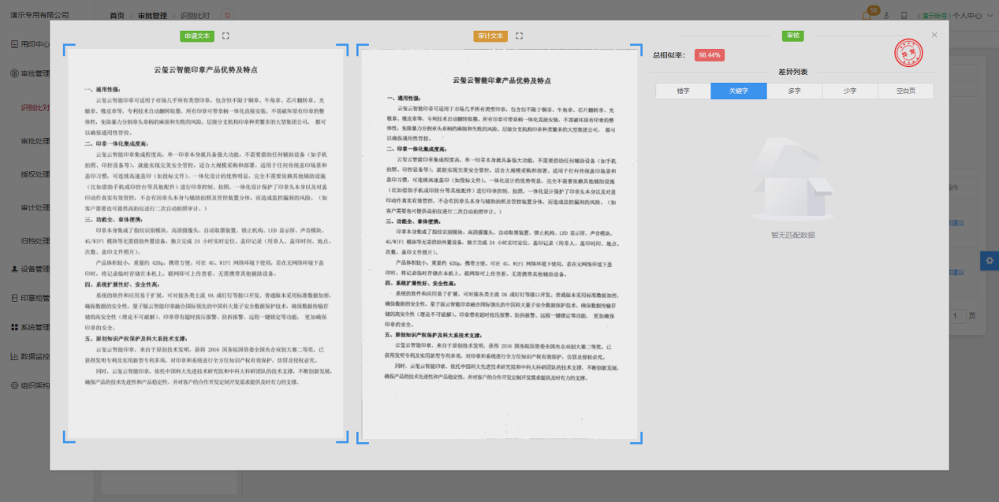 演示专用有限公司
首页 审批管理 识别比对
58
(演示账号) 个人中心
用印中心
审批管理
识别比对
审批处理
授权处理
审计处理
归档处理
设备管理
印章柜管
系统管理
数据监控
组织架构
申请文本
云玺云智能印章产品优势及特点
一、通用性强：
云玺云智能印章可适用于市场几乎所有类型印章，包含但不限于铜章、牛角章、芯片翻转章、光
敏章、橡皮章等，专利技术自动翻转取墨。所有印章可带章柄一体化直接安装，不需破坏原有印章的整
体性，免除暴力分割章头章柄的麻烦和失败的风险。层级分支机构印章种类繁多的大型集团公司， 都可
以确保通用性管控。
二、印章一体化集成度高：
云玺云智能印章集成程度高，单一印章本身就具备强大功能，不需要借助任何辅助设备（如手机
拍照、印控设备等），就能实现完美安全管控，适合大规模采购和部署。适用于任何传统盖印场景和
盖印习惯，可连续高速盖印（如投标文件）。一体化设计的优势明显，完全不需要依赖其他辅助设施
（比如借助手机或印控台等其他配件）进行印章控制、拍照。一体化设计保护了印章头本身以及对盖
印动作真实有效管控，不会有因章头本身与辅助拍照及管控装置分体，而造成监控漏洞的风险。（如
客户需要也可提供高拍仪进行二次自动拍照审计。）
三、功能全、章体便携：
印章本身集成了指纹识别模块、高清摄像头、自动取墨装置、锁止机构、LED 显示屏、声音模块、
4G/WIFI 模块等无需借助外置设备，独立完成 24 小时实时定位、盖印记录（用章人、盖印时间、地点、
次数、盖印文件照片）。
产品体积较小，重量约 420g，携带方便。可在 4G、WIFI 网络环境下使用，若在无网络环境下盖
印时，将记录临时存储在本机上，联网即可上传查看。无需携带其他辅助设备。
四、系统扩展性好、安全性高：
系统的软件和应用易于扩展，可对接各类主流 OA 或钉钉等接口开发。普通版本采用标准数据加密，
确保数据的安全性。量子版云智能印章融合国际领先的中国科大量子安全数据保护技术，确保数据传输存
储的高安全性（理论不可破解）。印章带有超时按压报警、防拆报警、远程一键锁定等功能， 更加确保
印章的安全。
五、原创知识产权保护及科大系技术支撑：
云玺云智能印章，来自于原创技术发明，获得 2016 国务院国资委全国央企双创大赛二等奖，已
获得发明专利及实用新型专利多项，对印章和系统进行全方位知识产权有效保护，仿冒及侵权必究。
同时，云玺云智能印章，依托中国科大先进技术研究院和中科大科研团队的技术支撑，不断创新发展，
确保产品的技术先进性和产品稳定性，并对客户的合作开发定制开发需求提供及时有力的支撑。
审计文本
云玺云智能印章产品优势及特点
一、通用性强：
云玺云智能印章可适用于市场几乎所有类型印章，包含但不限于铜章、牛角章、芯片翻转章、光
敏章、橡皮章等，专利技术自动翻转取墨。所有印章可带章柄一体化直接安装，不需破坏原有印章的整
体性，免除暴力分割章头章柄的麻烦和失败的风险。层级分支机构印章种类繁多的大型集团公司， 都可
以确保通用性管控。
二、印章一体化集成度高：
云玺云智能印章集成程度高，单一印章本身就具备强大功能，不需要借助任何辅助设备（如手机
拍照、印控设备等），就能实现完美安全管控，适合大规模采购和部署。适用于任何传统盖印场景和
盖印习惯，可连续高速盖印（如投标文件）。一体化设计的优势明显，完全不需要依赖其他辅助设施
（比如借助手机或印控台等其他配件）进行印章控制、拍照。一体化设计保护了印章头本身以及对盖
印动作真实有效管控，不会有因章头本身与辅助拍照及管控装置分体，而造成监控漏洞的风险。（如
客户需要也可提供高拍仪进行二次自动拍照审计。）
三、功能全、章体便携：
印章本身集成了指纹识别模块、高清摄像头、自动取墨装置、锁止机构、LED 显示屏、声音模块、
4G/WIFI 模块等无需借助外置设备，独立完成 24 小时实时定位、盖印记录（用章人、盖印时间、地点、
次数、盖印文件照片）。
产品体积较小，重量约 420g，携带方便。可在 4G、WIFI 网络环境下使用，若在无网络环境下盖
印时，将记录临时存储在本机上，联网即可上传查看。无需携带其他辅助设备。
四、系统扩展性好、安全性高：
系统的软件和应用易于扩展，可对接各类主流 OA 或钉钉等接口开发。普通版本采用标准数据加密，
确保数据的安全性。量子版云智能印章融合国际领先的中国科大量子安全数据保护技术，确保数据传输存
储的高安全性（理论不可破解）。印章带有超时按压报警、防拆报警、远程一键锁定等功能， 更加确保
印章的安全。
五、原创知识产权保护及科大系技术支撑：
云玺云智能印章，来自于原创技术发明，获得 2016 国务院国资委全国央企双创大赛二等奖，已
获得发明专利及实用新型专利多项，对印章和系统进行全方位知识产权有效保护，仿冒及侵权必究。
同时，云玺云智能印章，依托中国科大先进技术研究院和中科大科研团队的技术支撑，不断创新发展，
确保产品的技术先进性和产品稳定性，并对客户的合作开发定制开发需求提供及时有力的支撑。
审核
总相似率： 98.44%
异常
差异列表
错字 关键字 多字 少字 空白页
暂无匹配数据
操作
建议
建议
1 页